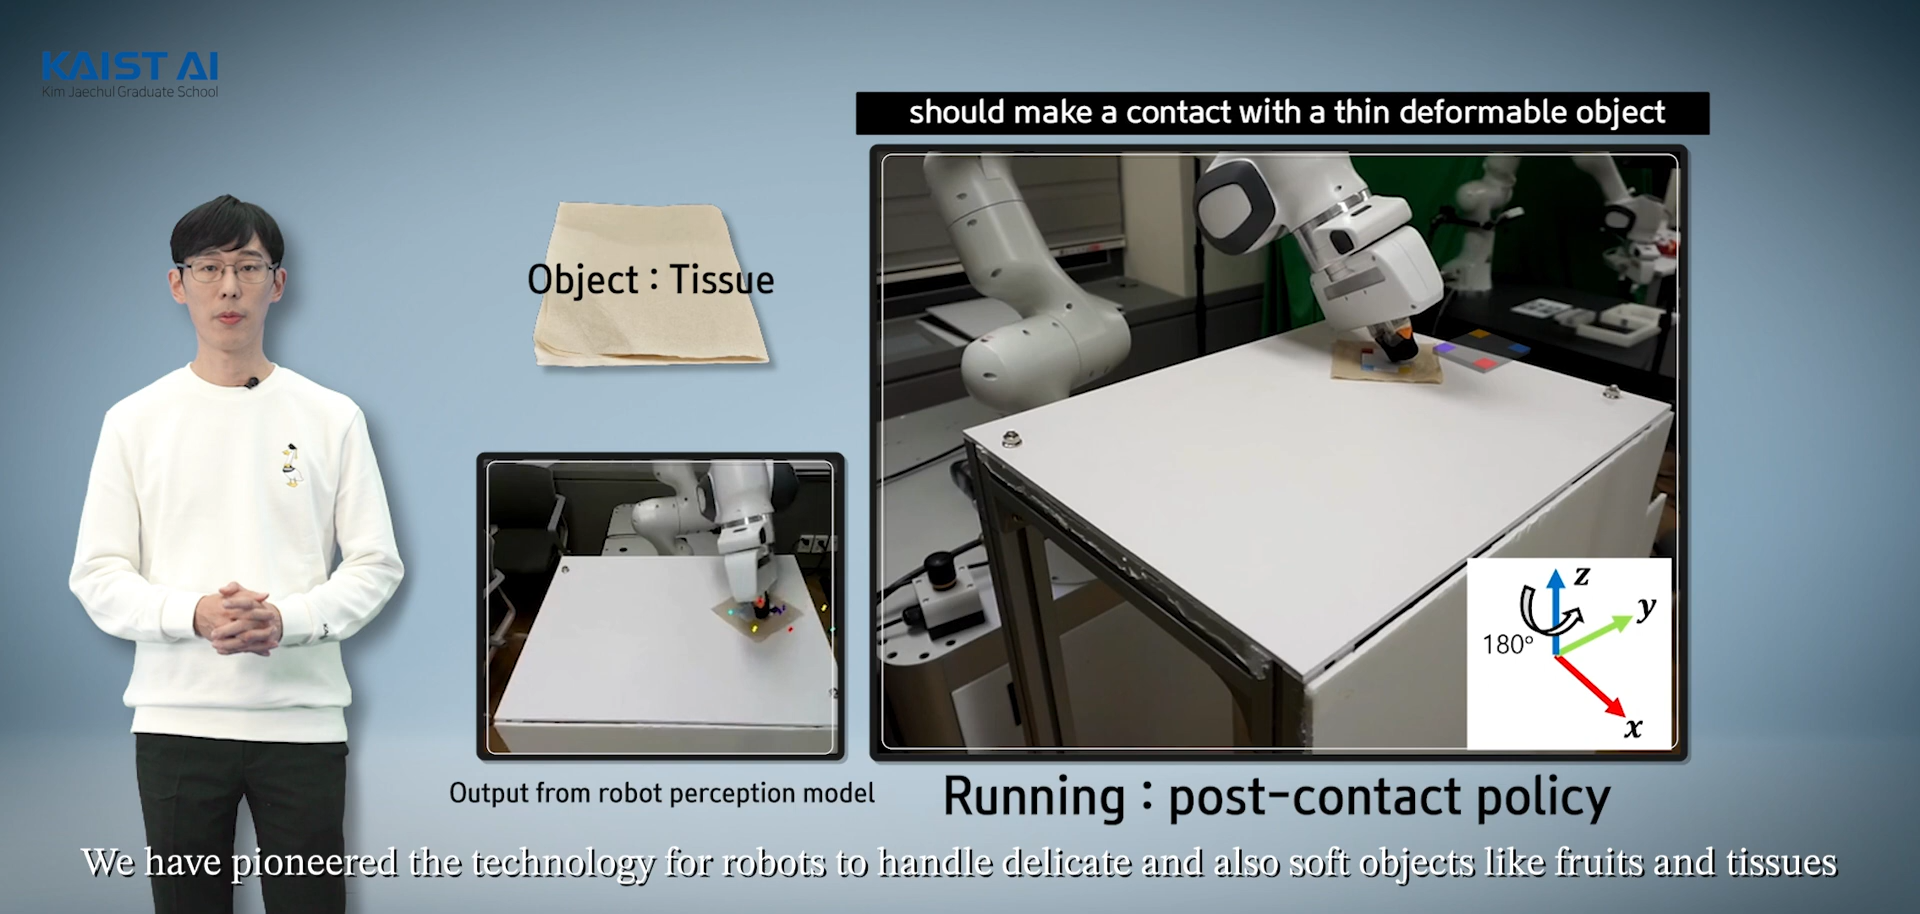 KAIST AI
Kim Jaechul Graduate School
should make a contact with a thin deformable object
Object : Tissue
z
y
180°
x
Output from robot perception model
Running : post-contact policy
We have pioneered the technology for robots to handle delicate and also soft objects like fruits and tissues